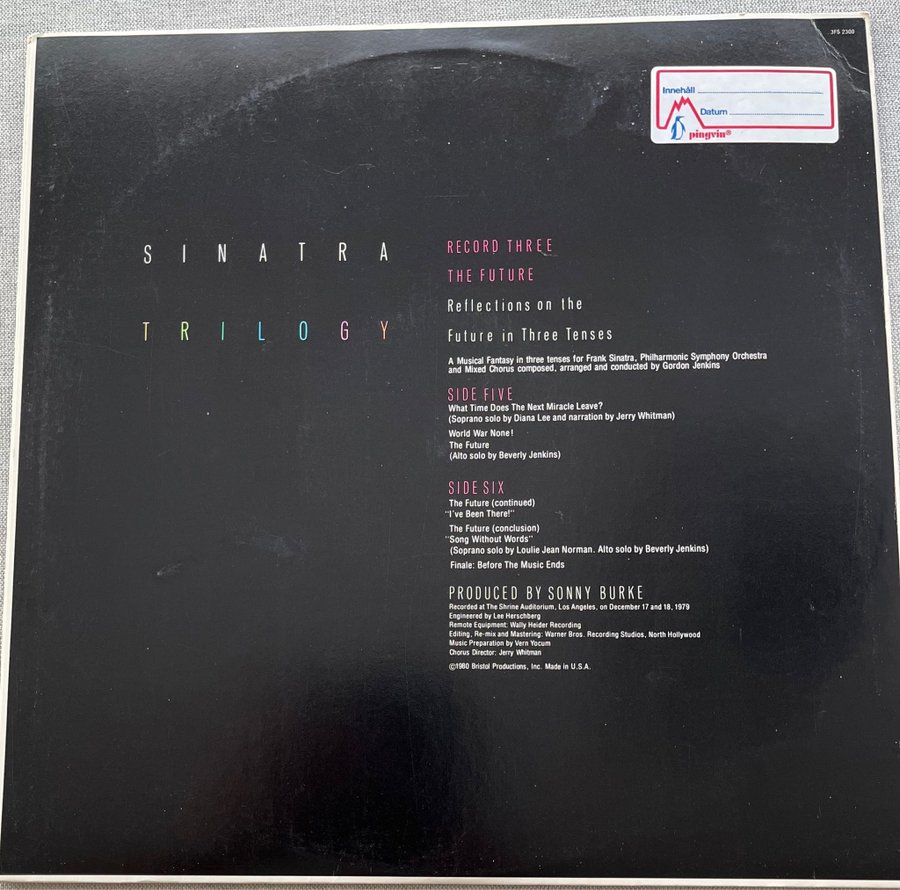 3FS 2300
Innehåll
Datum
pingvin®
SINATRA
TRILOGY
RECORD THREE
THE FUTURE
Reflections on the
Future in Three Tenses
A Musical Fantasy in three tenses for Frank Sinatra, Philharmonic Symphony Orchestra
and Mixed Chorus composed, arranged and conducted by Gordon Jenkins
SIDE FIVE
What Time Does The Next Miracle Leave?
(Soprano solo by Diana Lee and narration by Jerry Whitman)
World War None!
The Future
(Alto solo by Beverly Jenkins)
SIDE SIX
The Future (continued)
"I've Been There!"
The Future (conclusion)
"Song Without Words"
(Soprano solo by Loulie Jean Norman. Alto solo by Beverly Jenkins)
Finale: Before The Music Ends
PRODUCED BY SONNY BURKE
Recorded at The Shrine Auditorium, Los Angeles, on December 17 and 18, 1979
Engineered by Lee Herschberg
Remote Equipment: Wally Heider Recording
Editing, Re-mix and Mastering: Warner Bros. Recording Studios, North Hollywood
Music Preparation by Vern Yocum
Chorus Director: Jerry Whitman
©1980 Bristol Productions, Inc. Made in U.S.A.